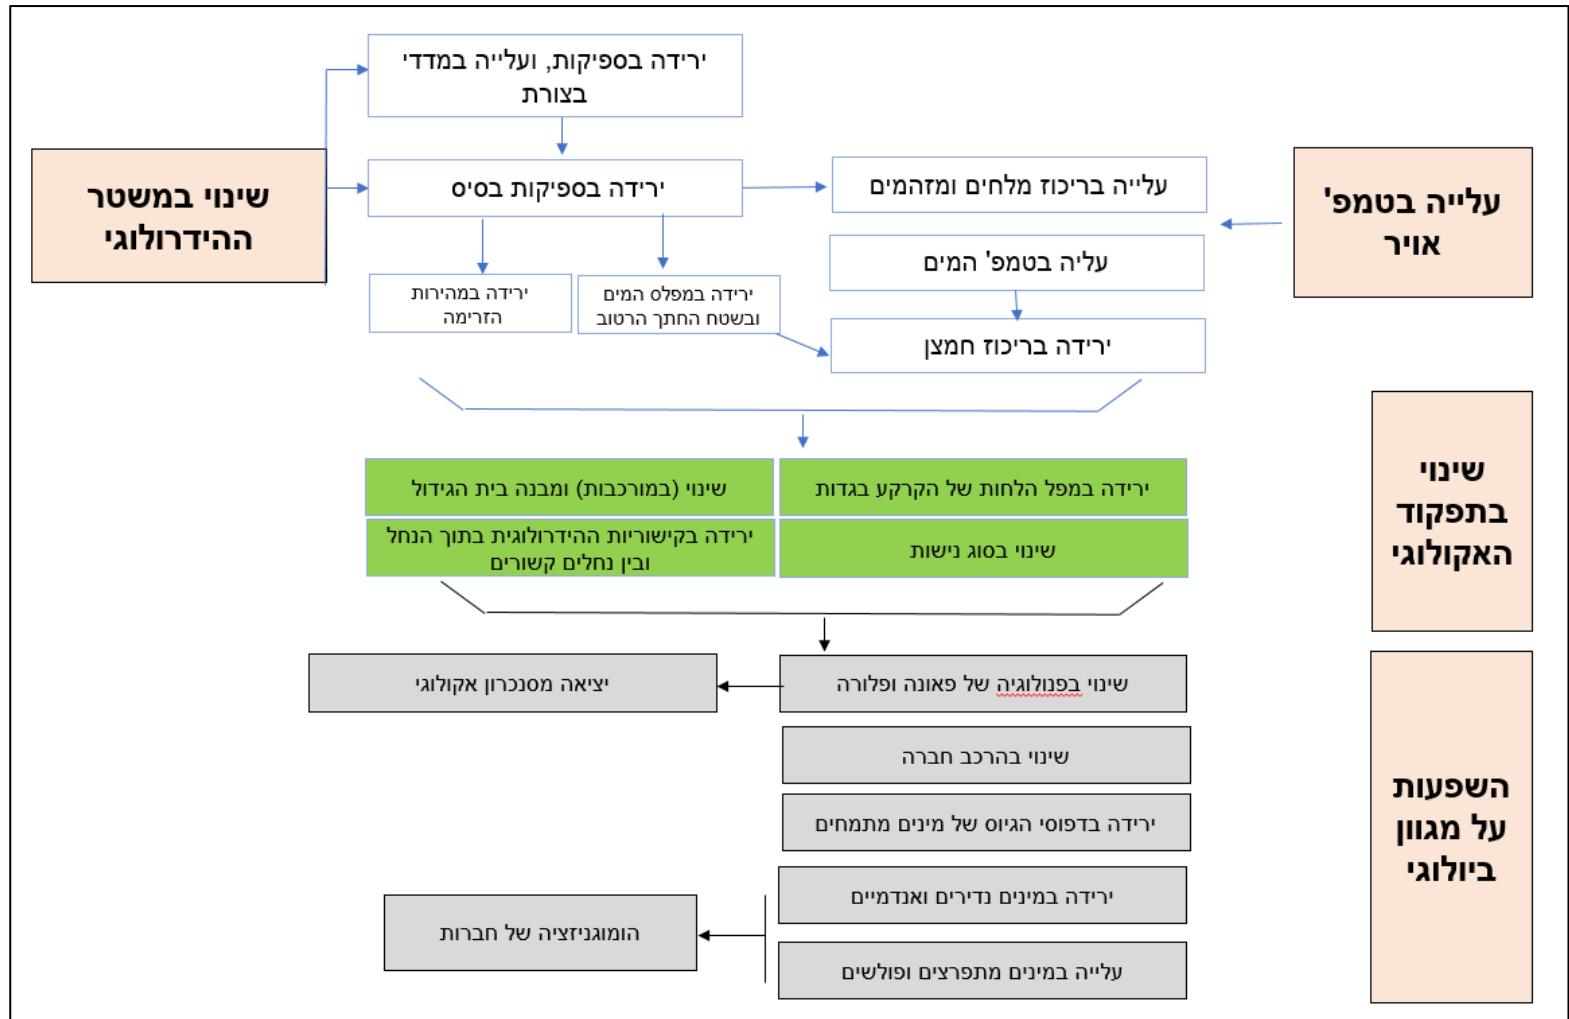 ירידה בספיקות, ועלייה במדדי
בצורת
שינוי במשטר
ההידרולוגי
ירידה בספיקות בסיס
עלייה בריכוז מלחים ומזהמים
עלייה בטמפ'
אויר
עליה בטמפ' המים
ירידה במהירות
הזרימה
ירידה במפלס המים
ובשטח החתך הרטוב
ירידה בריכוז חמצן
שינוי
בתפקוד
האקולוגי
ירידה במפל הלחות של הקרקע בגדות
שינוי (במורכבות) ומבנה בית הגידול
שינוי בסוג נישות
ירידה בקישוריות ההידרולוגית בתוך הנחל
ובין נחלים קשורים
השפעות
על מגוון
ביולוגי
שינוי בפנולוגיה של פאונה ופלורה
יציאה מסנכרון אקולוגי
שינוי בהרכב חברה
ירידה בדפוסי הגיוס של מינים מתמחים
ירידה במינים נדירים ואנדמיים
הומוגניזציה של חברות
עלייה במינים מתפרצים ופולשים